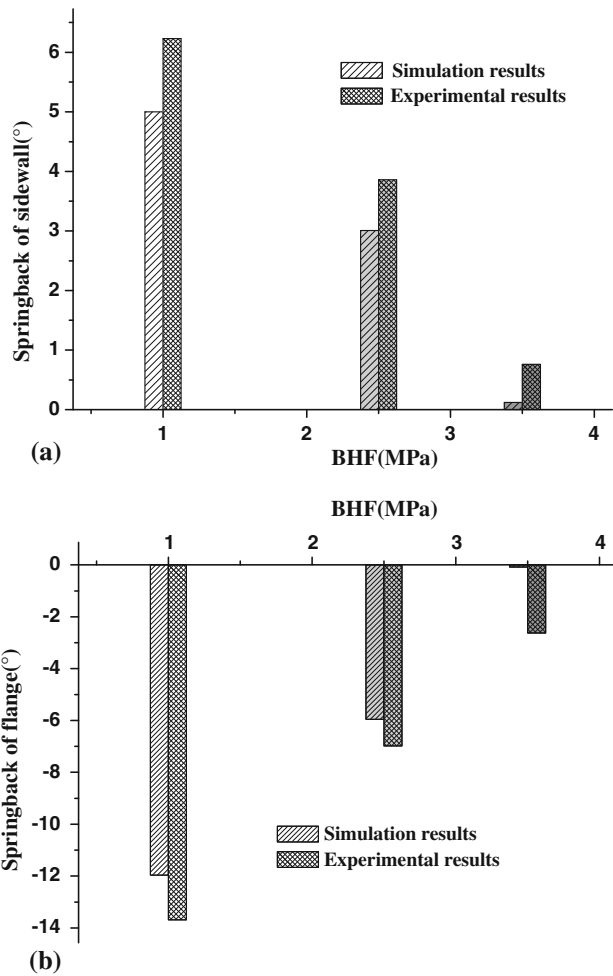 6
5
4
3
2
1
0
Springback of sidewall(°)
Simulation results
Experimental results
1
2
3
4
BHF(MPa)
(a)
BHF(MPa)
1
2
3
4
0
-2
-4
-6
-8
-10
-12
-14
Springback of flange(°)
Simulation results
Experimental results
(b)